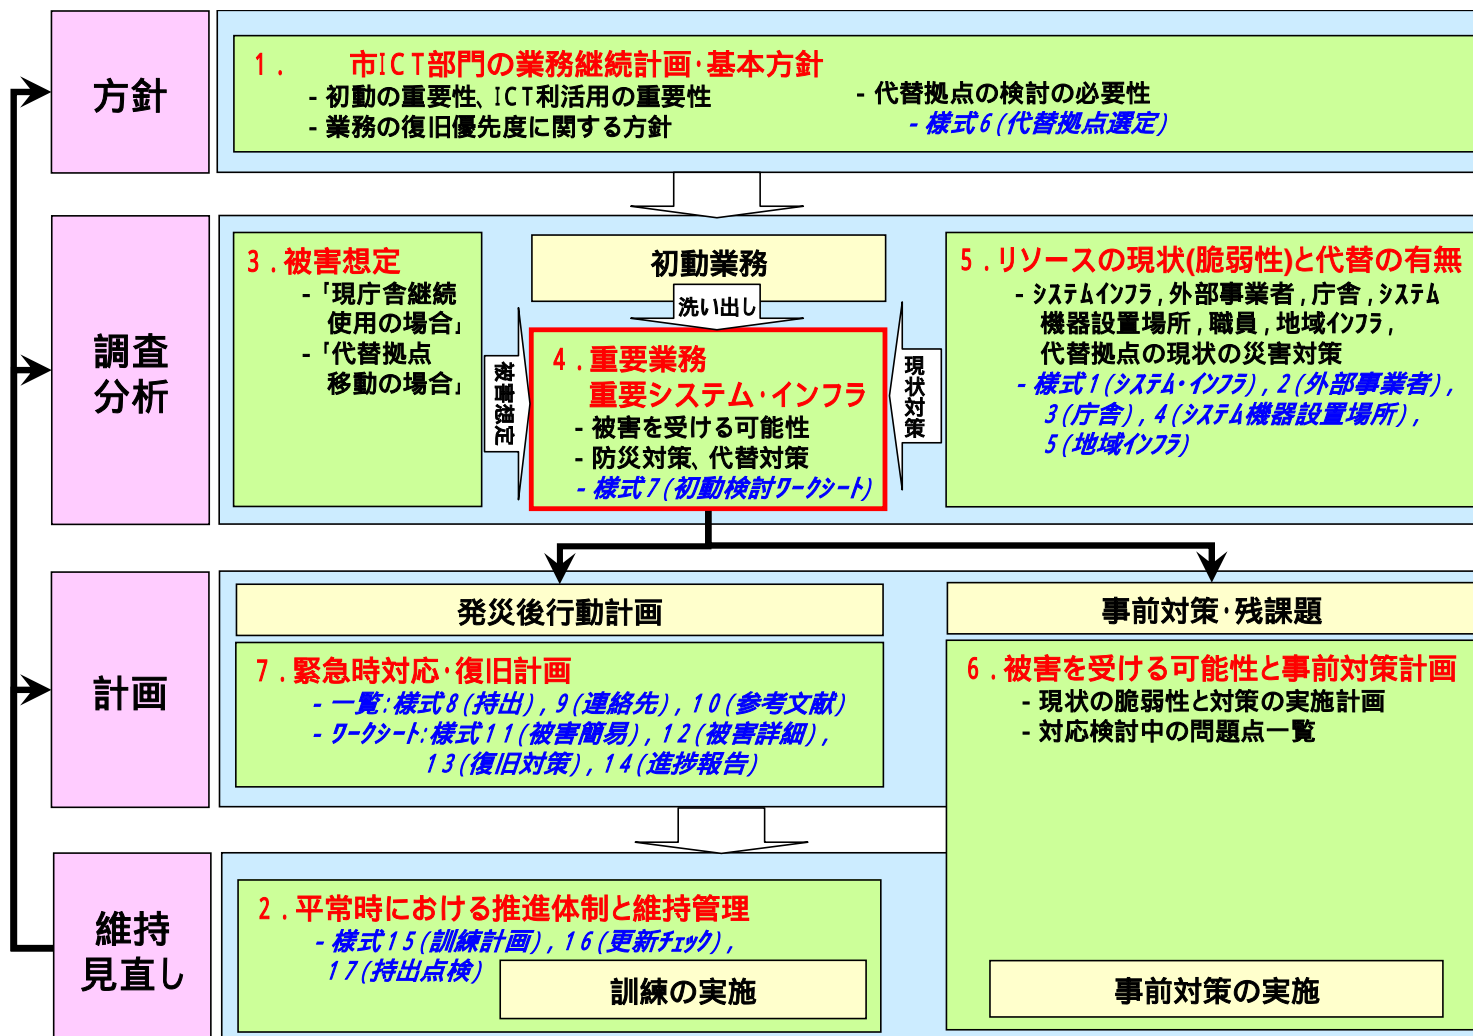 方針
1. 市ICT部門の業務継続計画・基本方針
- 初動の重要性、ICT利活用の重要性
- 業務の復旧優先度に関する方針
- 代替拠点の検討の必要性
- 様式6(代替拠点選定)
調査
分析
3.被害想定
-「現庁舎継続
使用の場合」
-「代替拠点
移動の場合」
被害想定
初動業務
洗い出し
4.重要業務
重要システム・インフラ
- 被害を受ける可能性
- 防災対策、代替対策
- 様式7(初動検討ワークシート)
現状対策
5.リソースの現状(脆弱性)と代替の有無
- システムインフラ,外部事業者,庁舎,システム
機器設置場所,職員,地域インフラ,
代替拠点の現状の災害対策
- 様式1(システム・インフラ),2(外部事業者),
3(庁舎),4(システム機器設置場所),
5(地域インフラ)
計画
発災後行動計画
7.緊急時対応・復旧計画
- 一覧:様式8(持出),9(連絡先),10(参考文献)
- ワークシート:様式11(被害簡易),12(被害詳細),
13(復旧対策),14(進捗報告)
事前対策・残課題
6.被害を受ける可能性と事前対策計画
- 現状の脆弱性と対策の実施計画
- 対応検討中の問題点一覧
維持
見直し
2.平常時における推進体制と維持管理
- 様式15(訓練計画),16(更新チェック),
17(持出点検)
訓練の実施
事前対策の実施